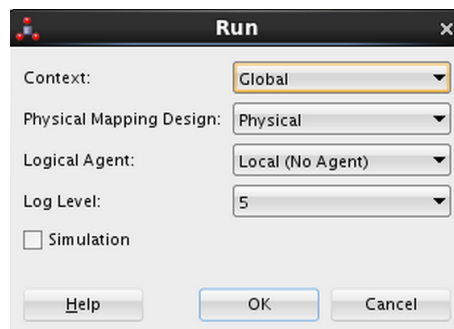 Run
Context: Global
Physical Mapping Design: Physical
Logical Agent: Local (No Agent)
Log Level: 5
Simulation
Help OK Cancel